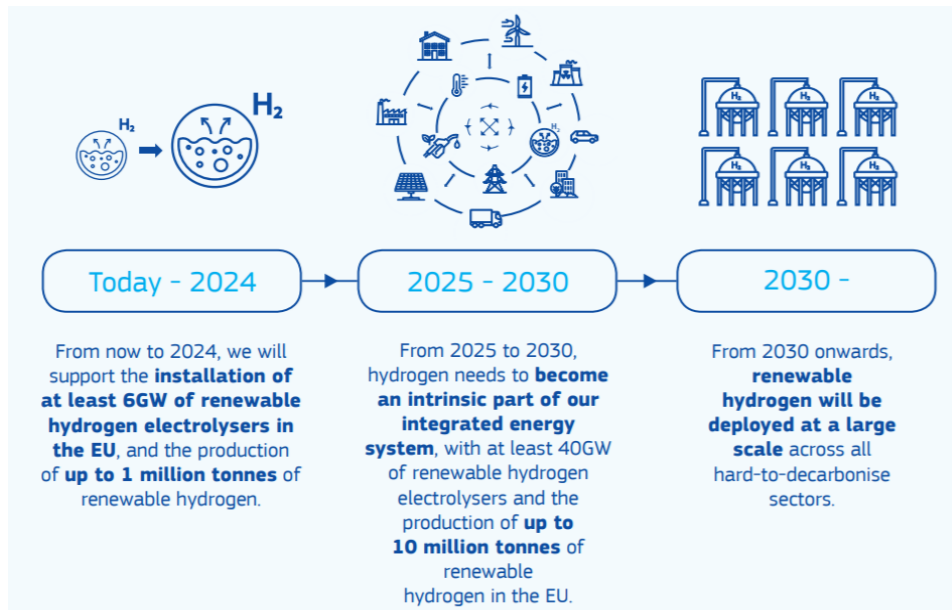 H₂
H₂
H₂
H₂ H₂ H₂
H₂ H₂ H₂
Today - 2024
2025 - 2030
2030 -
From now to 2024, we will
support the installation of
at least 6GW of renewable
hydrogen electrolysers in
the EU, and the production
of up to 1 million tonnes of
renewable hydrogen.
From 2025 to 2030,
hydrogen needs to become
an intrinsic part of our
integrated energy
system, with at least 40GW
of renewable hydrogen
electrolysers and the
production of up to
10 million tonnes of
renewable
hydrogen in the EU.
From 2030 onwards,
renewable
hydrogen will be
deployed at a large
scale across all
hard-to-decarbonise
sectors.